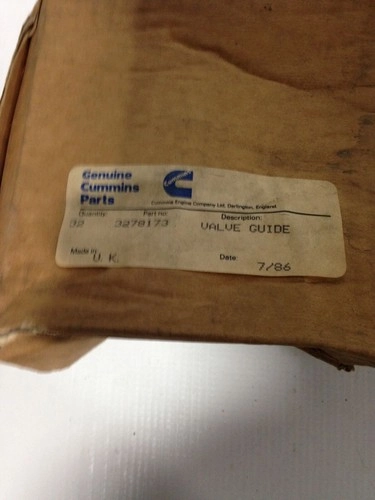 Genuine
Cummins
Parts
Cummins
Cummins Engine Company Ltd, Darlington, England
Quantity: Part no: Description:
32 3278173 VALVE GUIDE
Made in Date:
U.K. 7/86